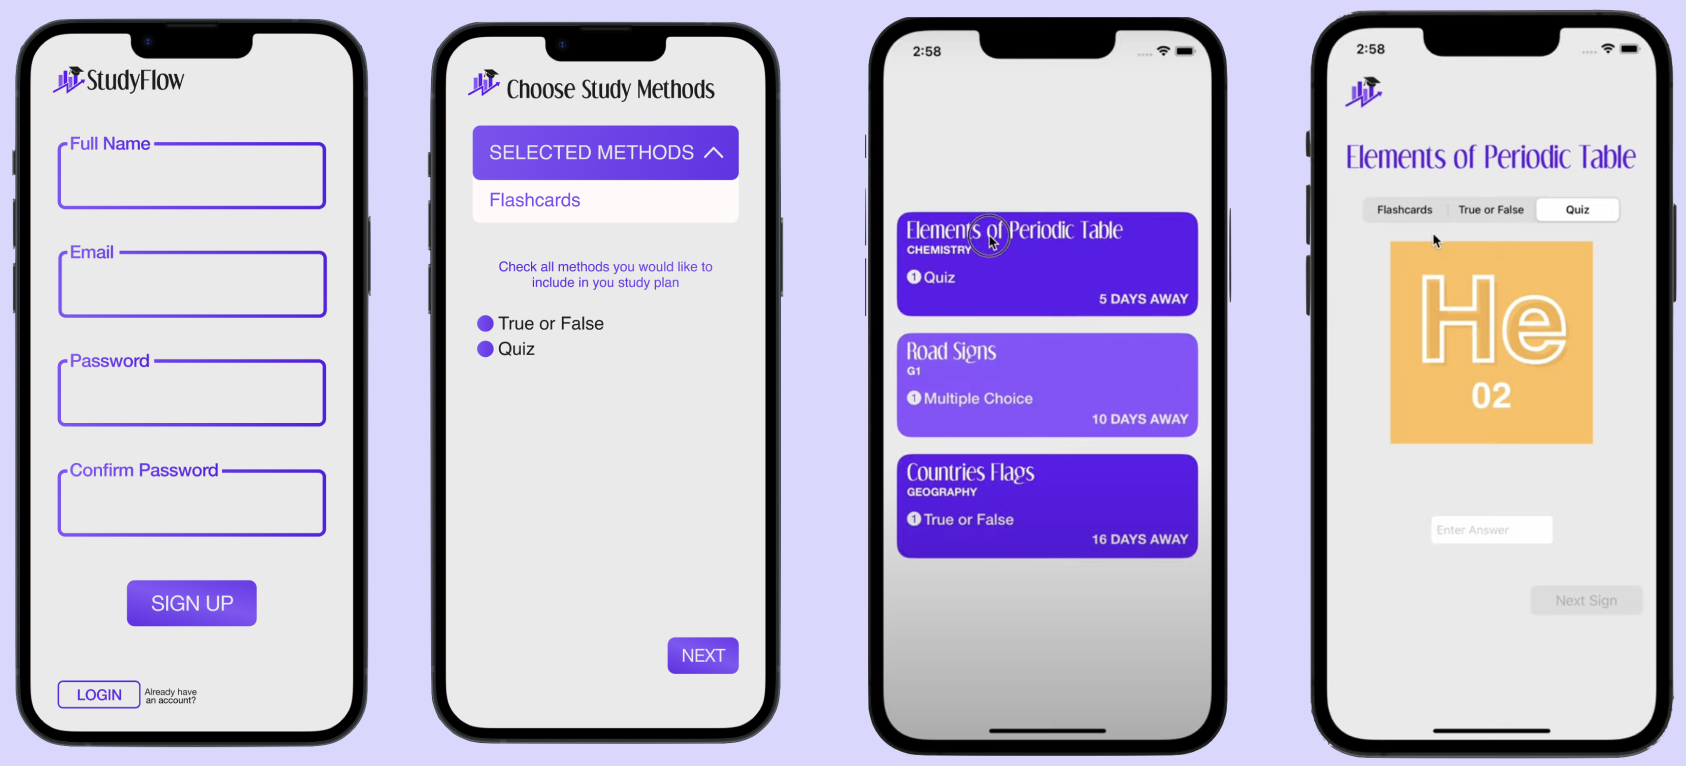 StudyFlow
Full Name
Email
Password
Confirm Password
SIGN UP
LOGIN
Already have
an account?
Choose Study Methods
SELECTED METHODS
Flashcards
Check all methods you would like to
include in you study plan
True or False
Quiz
NEXT
2:58
Elements of Periodic Table
CHEMISTRY
1 Quiz
5 DAYS AWAY
Road Signs
G1
1 Multiple Choice
10 DAYS AWAY
Countries Flags
GEOGRAPHY
1 True or False
16 DAYS AWAY
2:58
Elements of Periodic Table
Flashcards True or False Quiz
He
02
Enter Answer
Next Sign